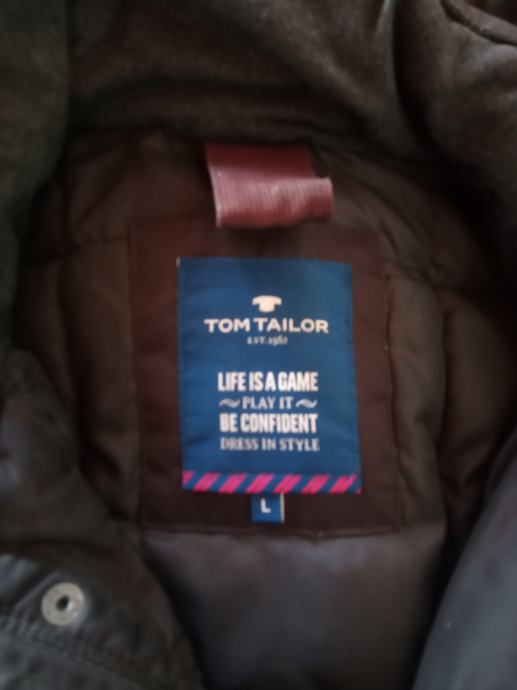 TOM TAILOR
EST. 1962
LIFE IS A GAME
~ PLAY IT ~
BE CONFIDENT
DRESS IN STYLE
L